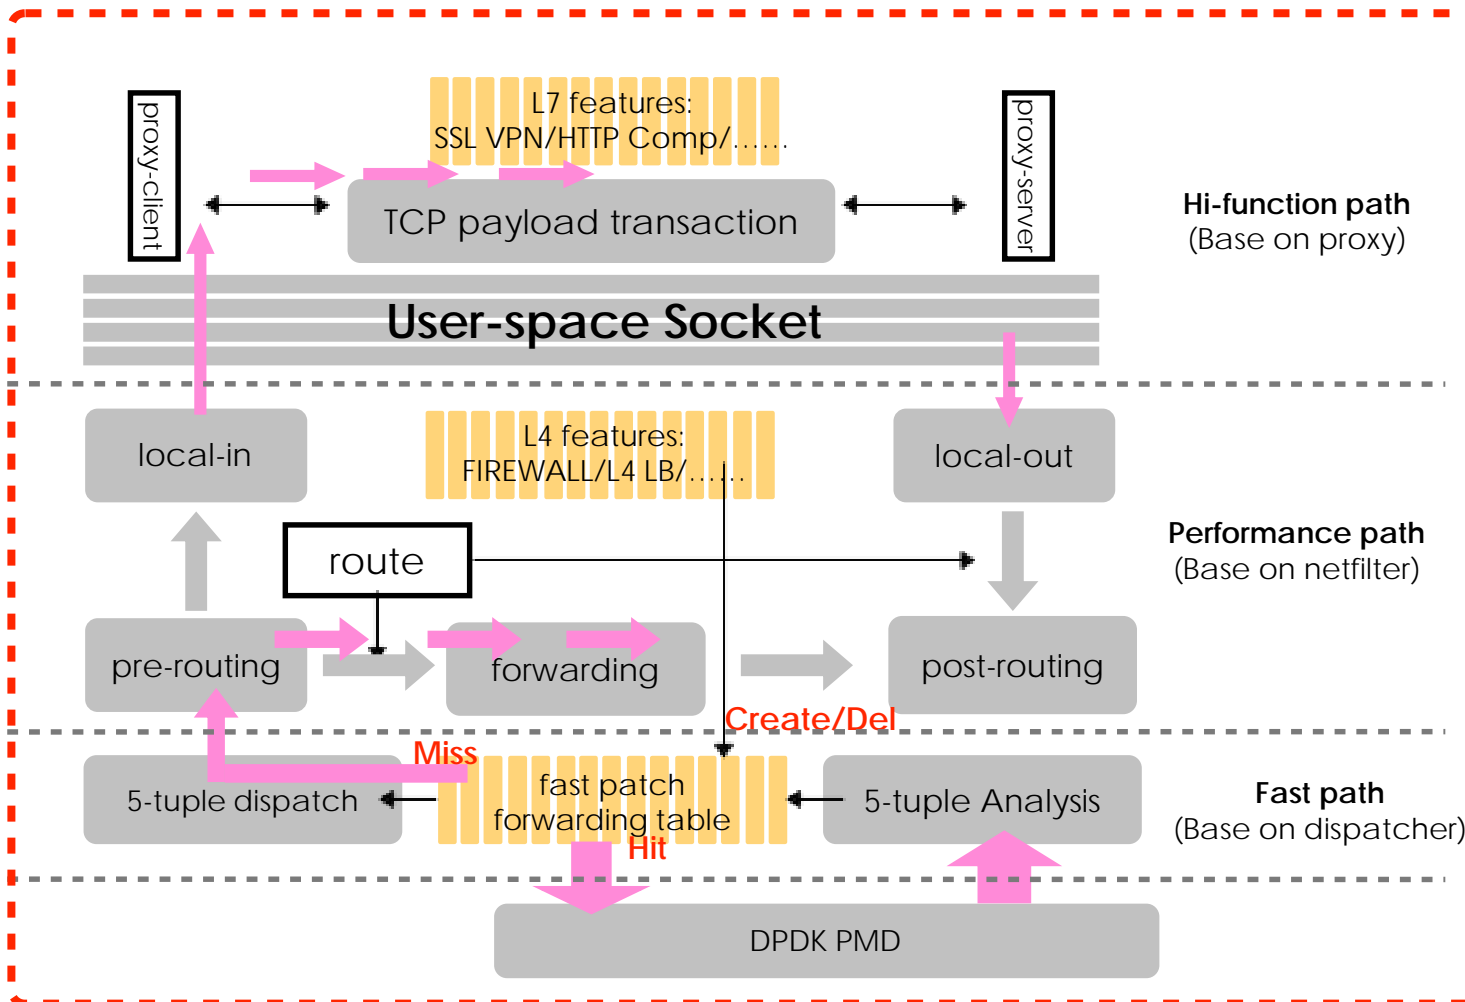 L7 features:
SSL VPN/HTTP Comp/......
proxy-client
proxy-server
TCP payload transaction
Hi-function path
(Base on proxy)
User-space Socket
local-in
L4 features:
FIREWALL/L4 LB/......
local-out
route
Performance path
(Base on netfilter)
pre-routing
forwarding
post-routing
Create/Del
Miss
5-tuple dispatch
fast patch
forwarding table
5-tuple Analysis
Fast path
(Base on dispatcher)
Hit
DPDK PMD